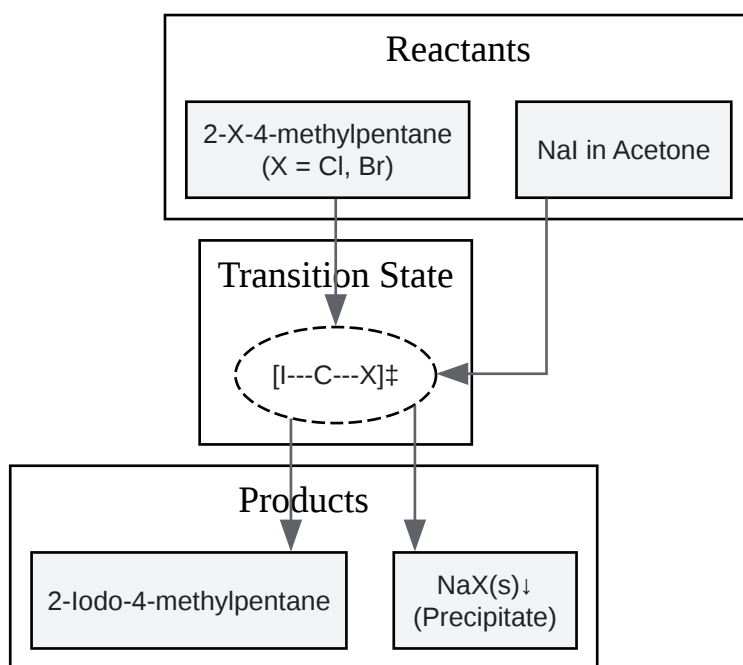 Reactants
2-X-4-methylpentane
(X = Cl, Br)
NaI in Acetone
Transition State
[I---C---X]‡
Products
2-Iodo-4-methylpentane
NaX(s)↓
(Precipitate)